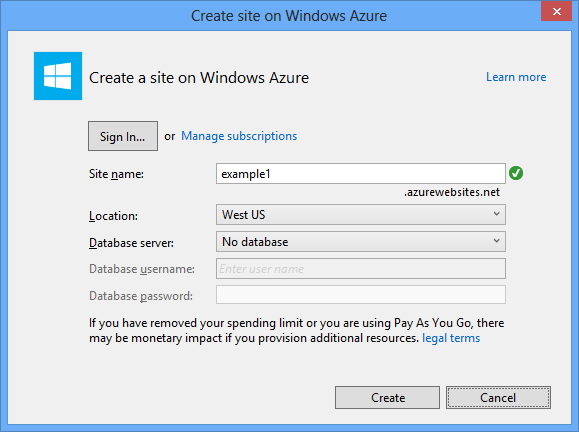 Create site on Windows Azure
Create a site on Windows Azure
Learn more
Sign In... or Manage subscriptions
Site name: example1
.azurewebsites.net
Location: West US
Database server: No database
Database username: Enter user name
Database password:
If you have removed your spending limit or you are using Pay As You Go, there
may be monetary impact if you provision additional resources. legal terms
Create Cancel